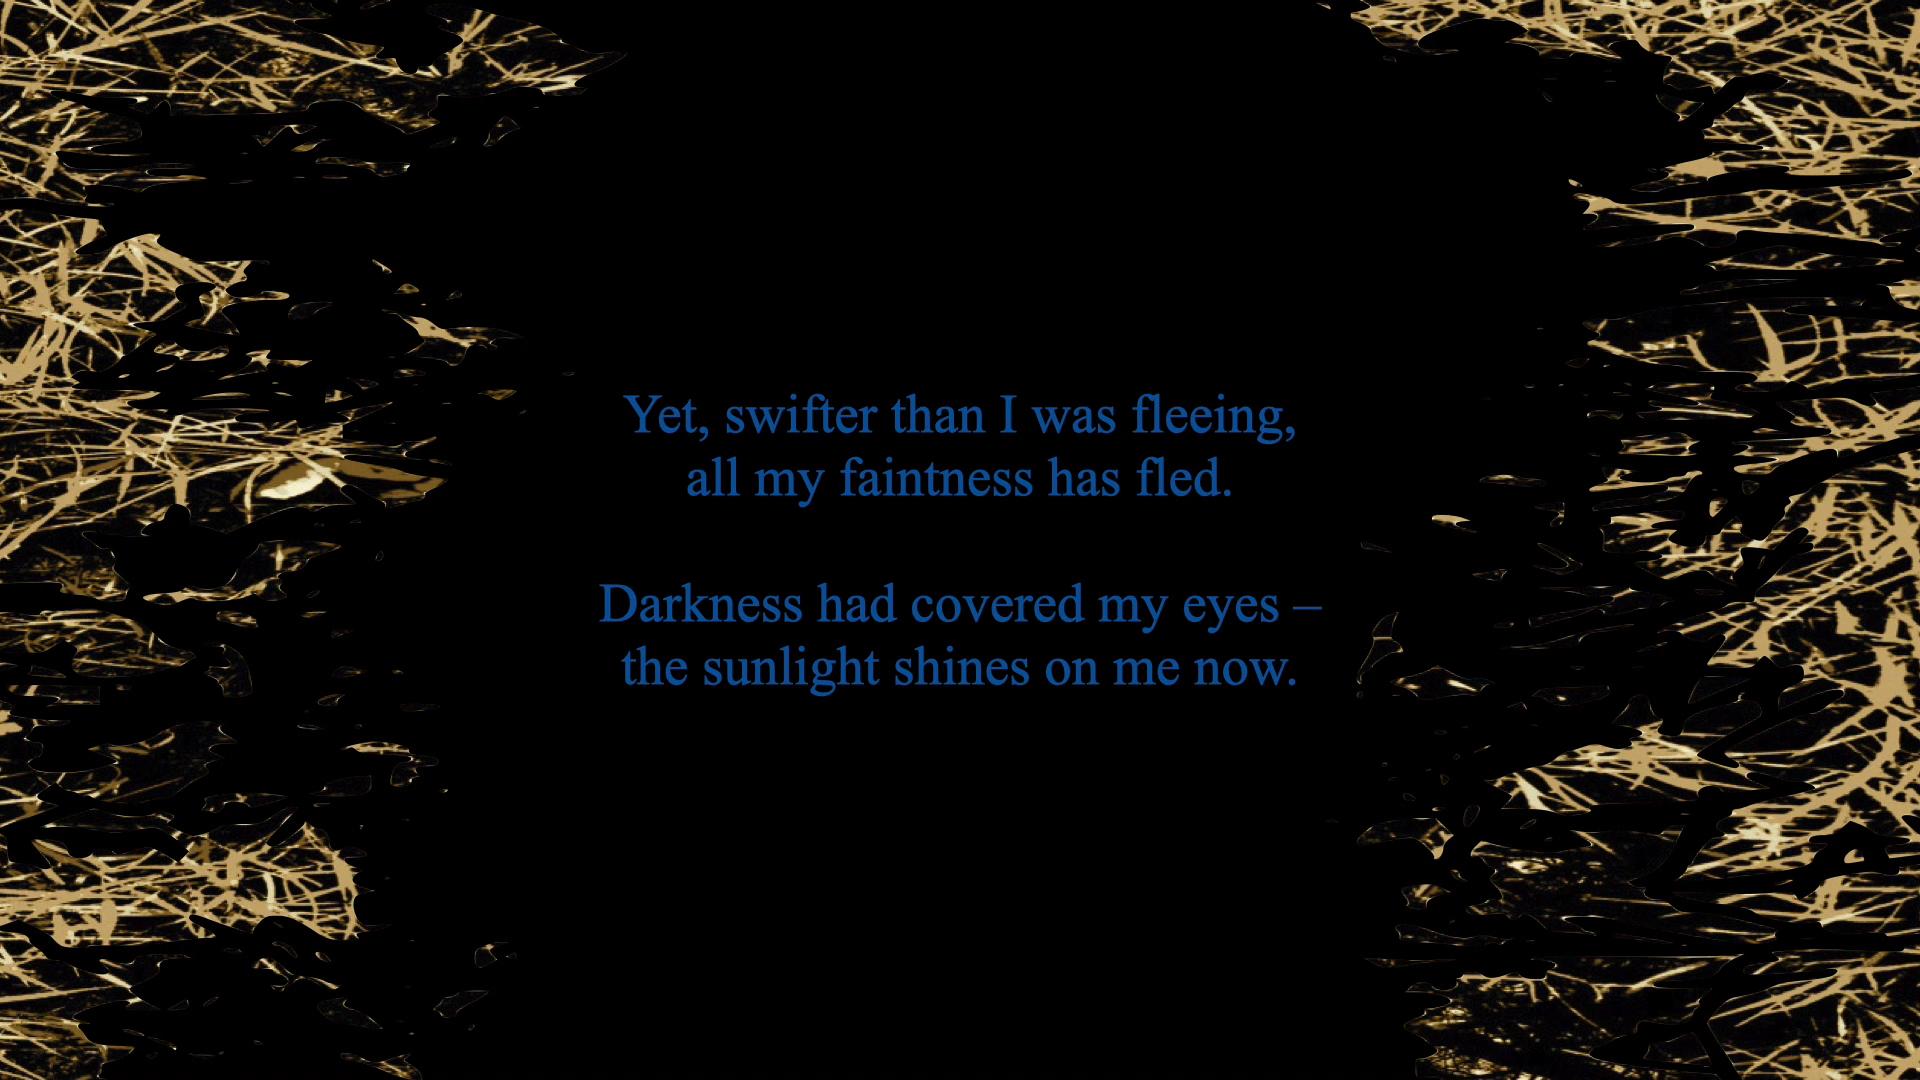 Yet, swifter than I was fleeing,
all my faintness has fled.
Darkness had covered my eyes –
the sunlight shines on me now.